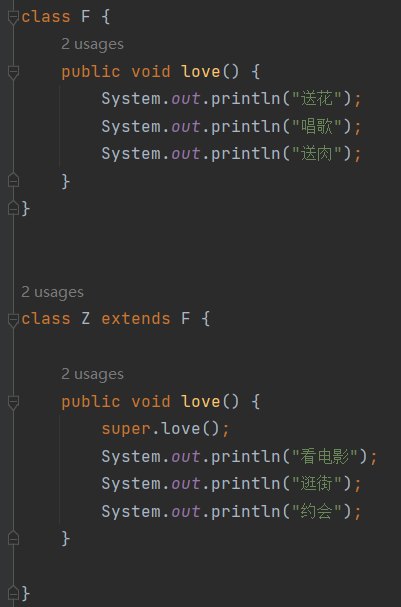 class F {
2 usages
public void love() {
System.out.println("送花");
System.out.println("唱歌");
System.out.println("送肉");
}
}
2 usages
class Z extends F {
2 usages
public void love() {
super.love();
System.out.println("看电影");
System.out.println("逛街");
System.out.println("约会");
}
}